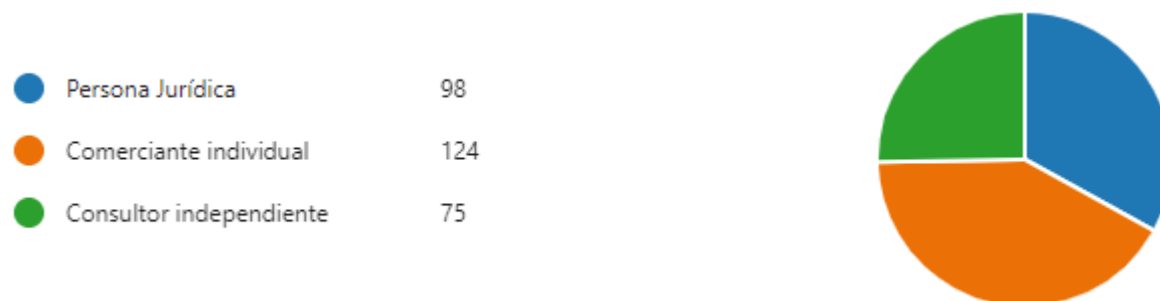 Persona Jurídica 98
Comerciante individual 124
Consultor independiente 75